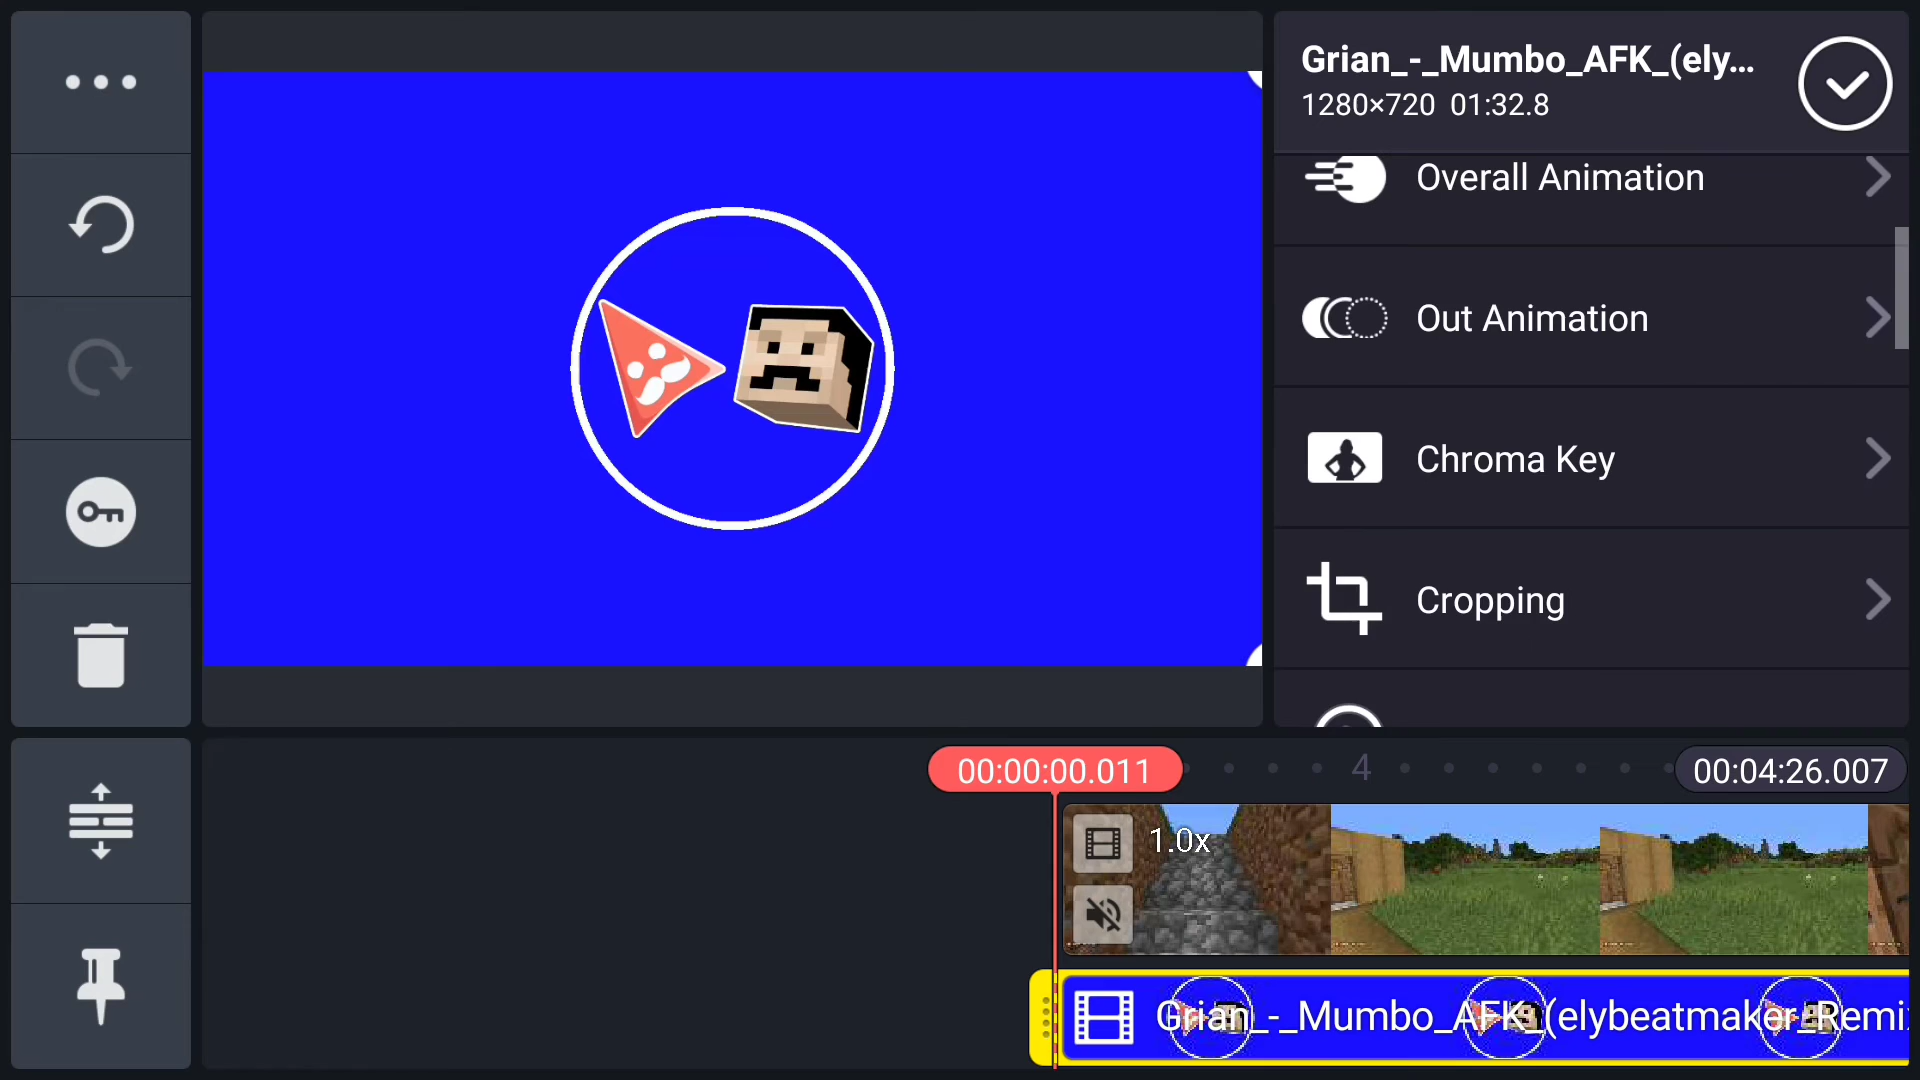 Grian_-_Mumbo_AFK_(ely...
1280×720 01:32.8
Overall Animation
Out Animation
Chroma Key
Cropping
00:00:00.011
4
00:04:26.007
1.0x
Grian_-_Mumbo_AFK_(elybeatmaker_Remi